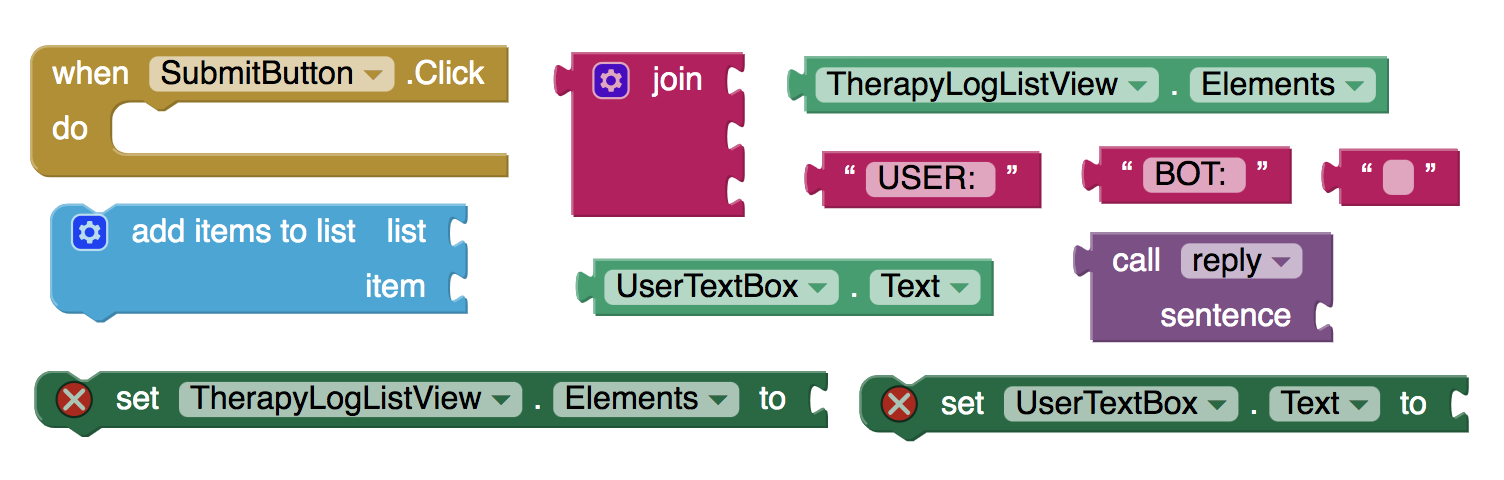 when SubmitButton .Click
do
join
TherapyLogListView . Elements
“ USER: ”
“ BOT: ”
“ ”
add items to list list
item
UserTextBox . Text
call reply
sentence
set TherapyLogListView . Elements to
set UserTextBox . Text to